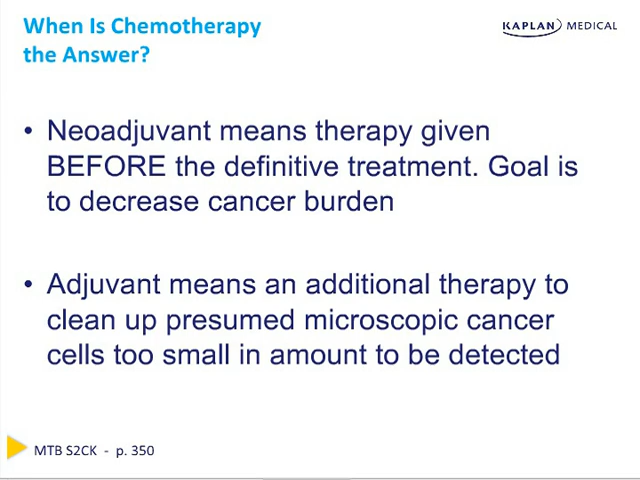 When Is Chemotherapy
the Answer?
KAPLAN MEDICAL
• Neoadjuvant means therapy given
BEFORE the definitive treatment. Goal is
to decrease cancer burden
• Adjuvant means an additional therapy to
clean up presumed microscopic cancer
cells too small in amount to be detected
MTB S2CK - p. 350